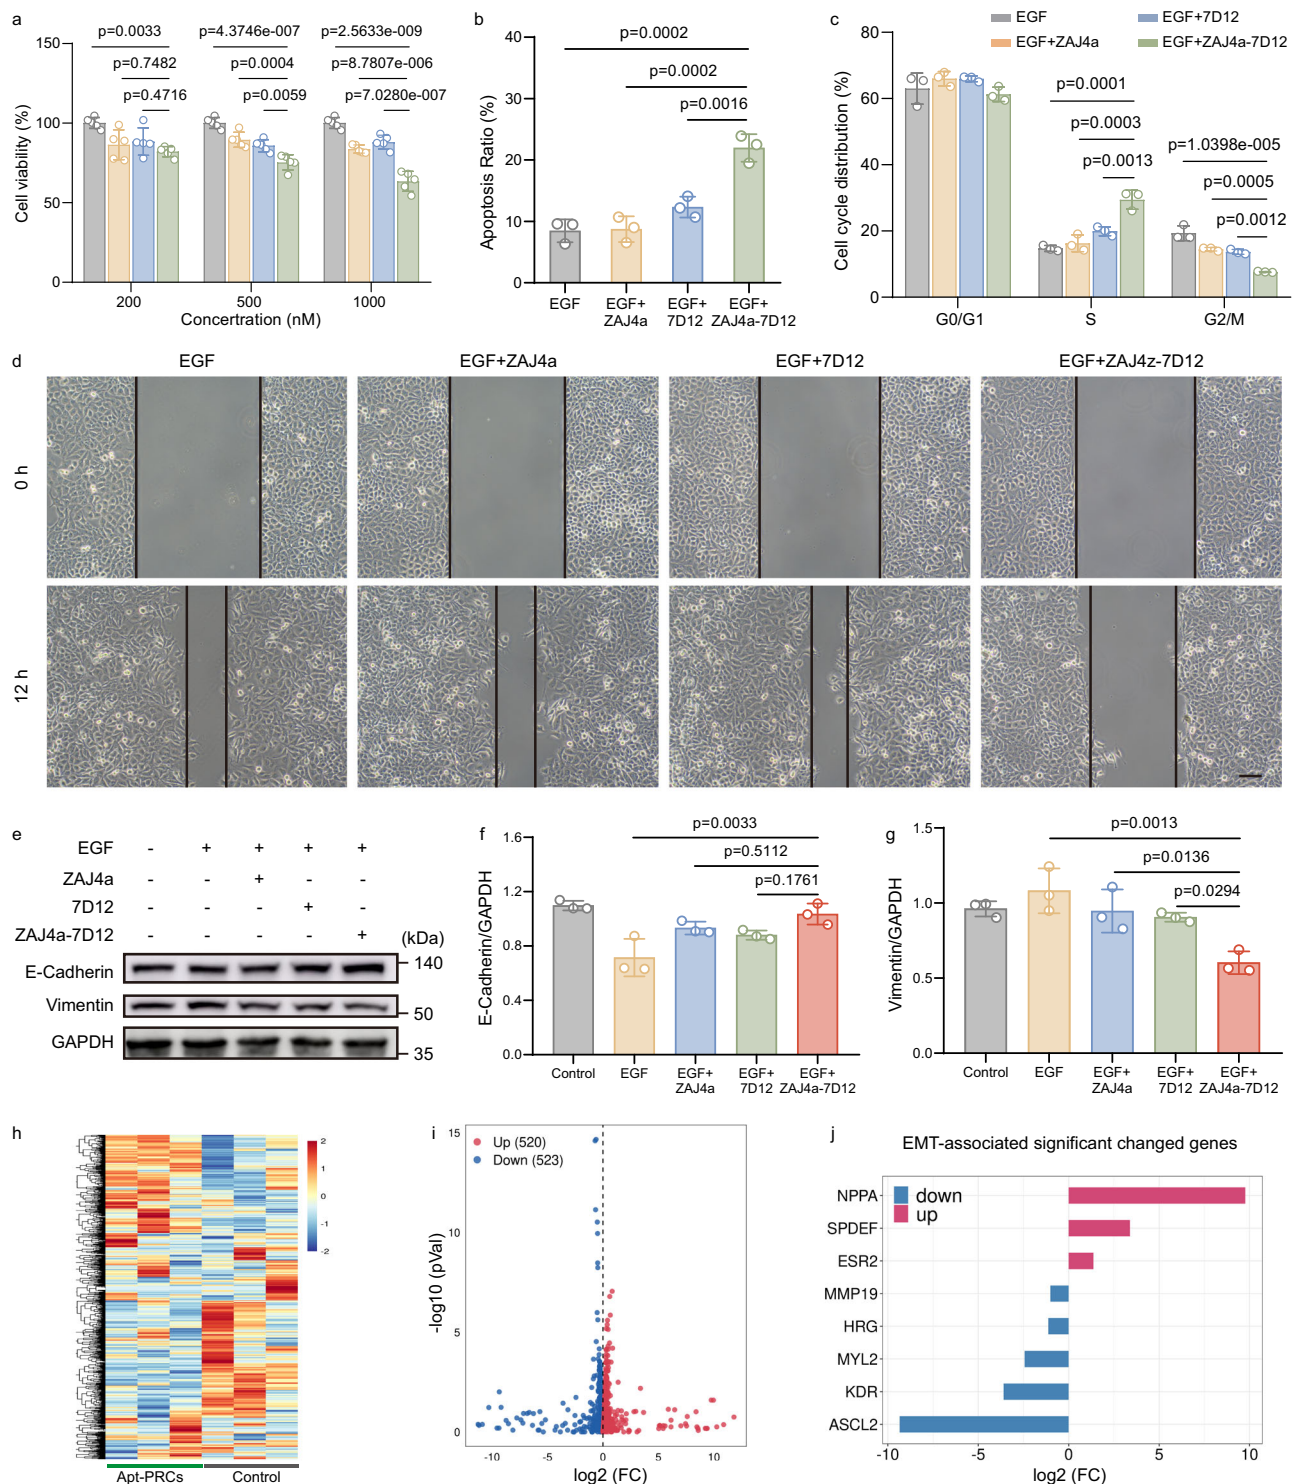 a
p=0.0033
p=4.3746e-007
p=2.5633e-009
p=0.7482
p=0.0004
p=8.7807e-006
p=0.4716
p=0.0059
p=7.0280e-007
150
100
50
0
Cell viability (%)
200
500
1000
Concertration (nM)
b
p=0.0002
p=0.0002
p=0.0016
40
30
20
10
0
Apoptosis Ratio (%)
EGF
EGF+
ZAJ4a
EGF+
7D12
EGF+
ZAJ4a-7D12
c
EGF
EGF+7D12
EGF+ZAJ4a
EGF+ZAJ4a-7D12
p=0.0001
p=0.0003
p=0.0013
p=1.0398e-005
p=0.0005
p=0.0012
80
60
40
20
0
Cell cycle distribution (%)
G0/G1
S
G2/M
d
EGF
EGF+ZAJ4a
EGF+7D12
EGF+ZAJ4z-7D12
0 h
12 h
e
EGF - + + + +
ZAJ4a - - + - -
7D12 - - - + -
ZAJ4a-7D12 - - - - + (kDa)
E-Cadherin 140
Vimentin 50
GAPDH 35
f
p=0.0033
p=0.5112
p=0.1761
1.6
1.2
0.8
0.4
0.0
E-Cadherin/GAPDH
Control
EGF
EGF+
ZAJ4a
EGF+
7D12
EGF+
ZAJ4a-7D12
g
p=0.0013
p=0.0136
p=0.0294
1.5
1.0
0.5
0.0
Vimentin/GAPDH
Control
EGF
EGF+
ZAJ4a
EGF+
7D12
EGF+
ZAJ4a-7D12
h
2
1
0
-1
-2
Apt-PRCs
Control
i
Up (520)
Down (523)
15
10
5
0
-log10 (pVal)
-10
-5
0
5
10
log2 (FC)
j
EMT-associated significant changed genes
down
up
NPPA
SPDEF
ESR2
MMP19
HRG
MYL2
KDR
ASCL2
-10
-5
0
5
10
log2 (FC)